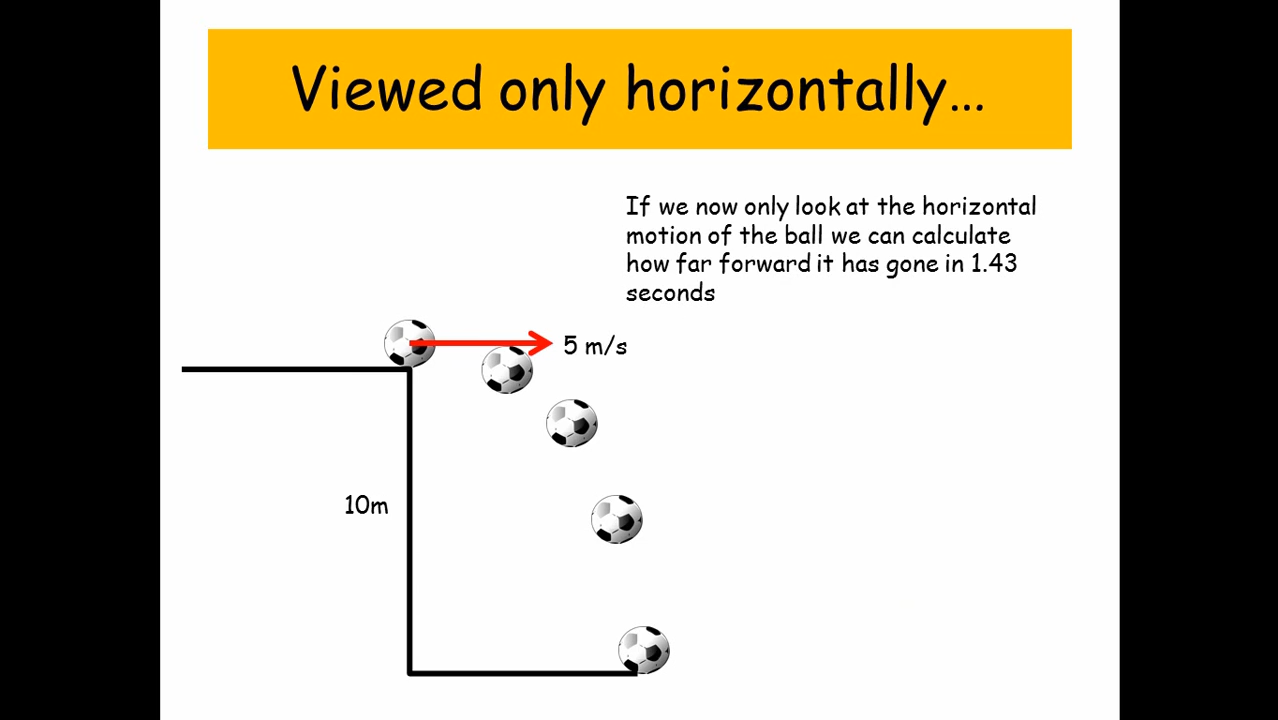 Viewed only horizontally...
If we now only look at the horizontal
motion of the ball we can calculate
how far forward it has gone in 1.43
seconds
5 m/s
10m